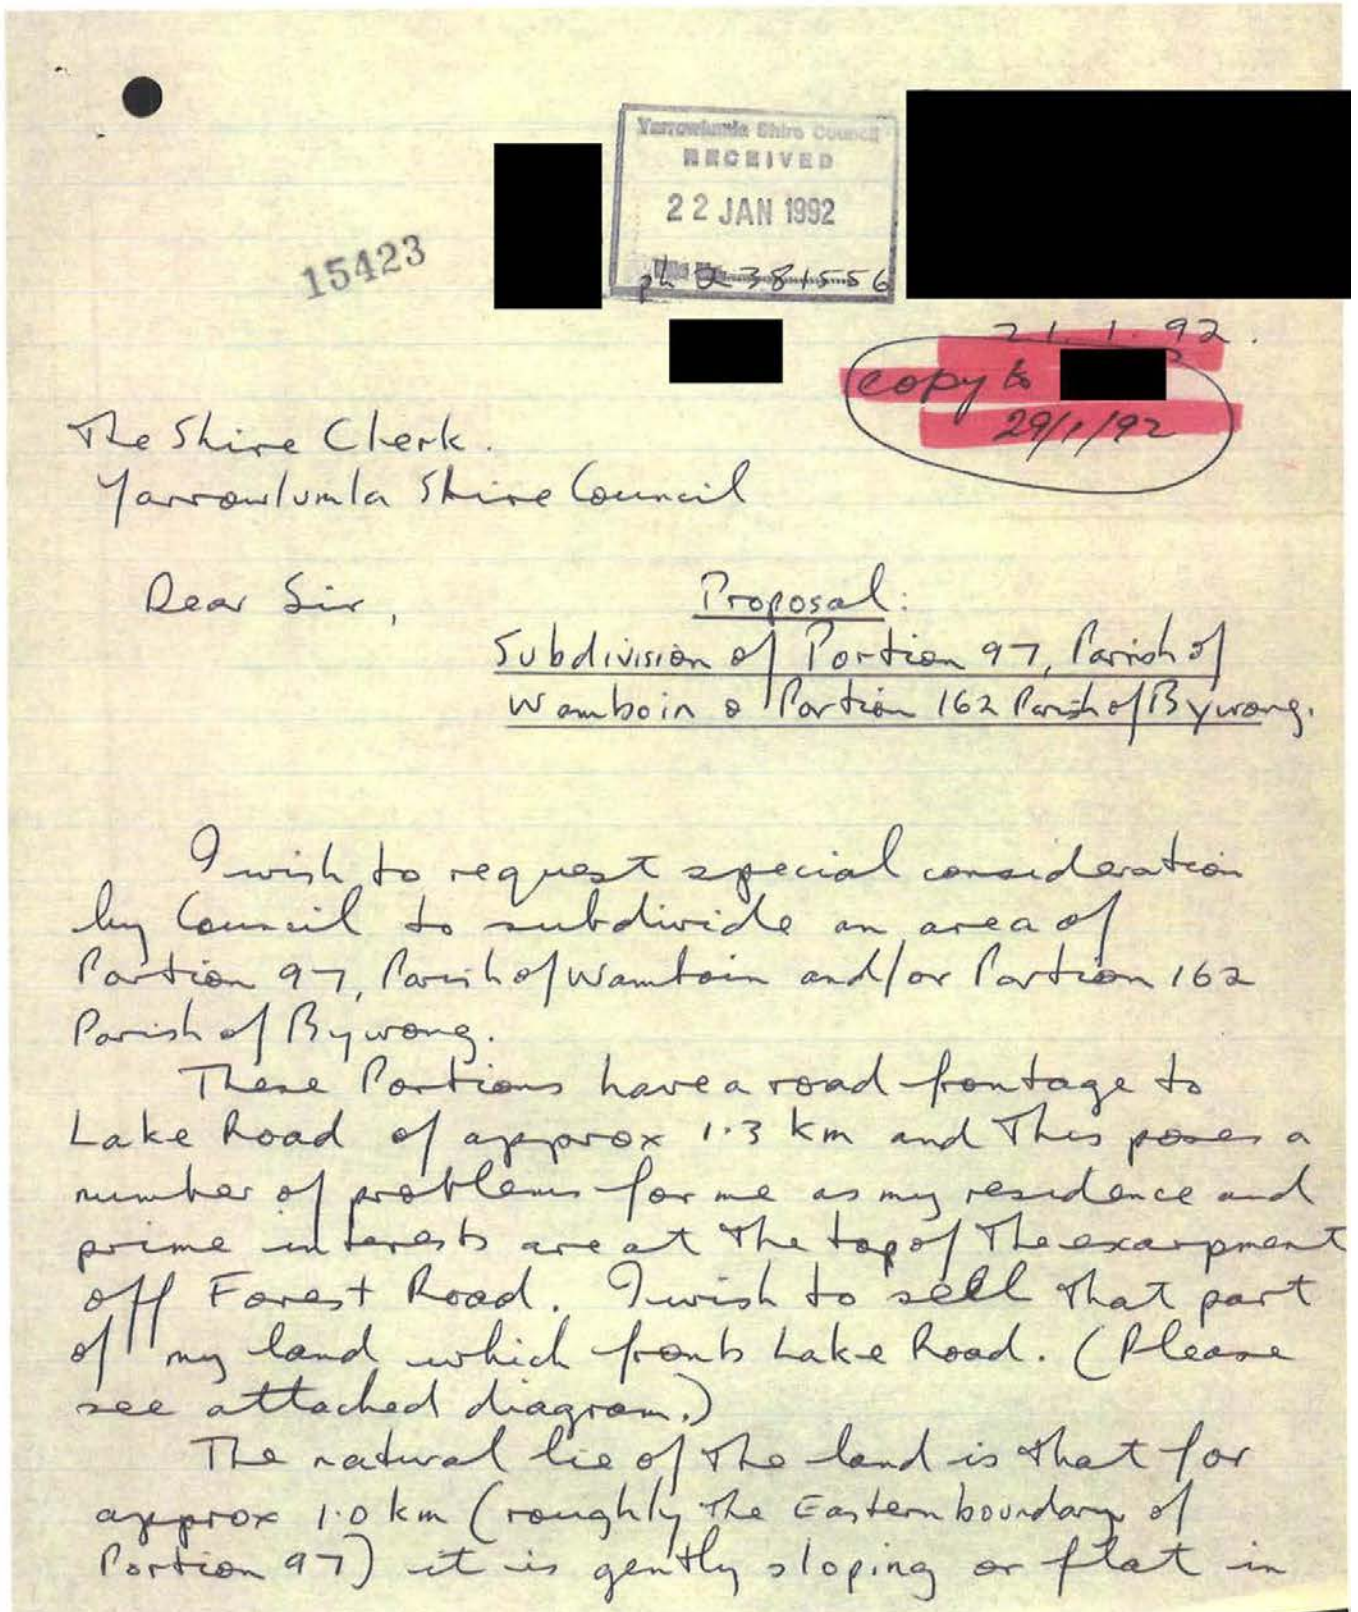 Yarrowlumla Shire Council
RECEIVED
22 JAN 1992
ph 2 381556
15423
21.1.92.
copy to
29/1/92
The Shire Clerk.
Yarrowlumla Shire Council
Dear Sir,
Proposal:
Subdivision of Portion 97, Parish of
Wamboin & Portion 162 Parish of Bywong.
I wish to request special consideration
by Council to subdivide an area of
Portion 97, Parish of Wamboin and/or Portion 162
Parish of Bywong.
These Portions have a road frontage to
Lake Road of approx 1.3 km and this poses a
number of problems for me as my residence and
prime interests are at the top of the exarpment
off Forest Road. I wish to sell that part
of my land which fronts Lake Road. (Please
see attached diagram.)
The natural lie of the land is that for
approx 1.0 km (roughly the Eastern boundary of
Portion 97) it is gently sloping or flat in